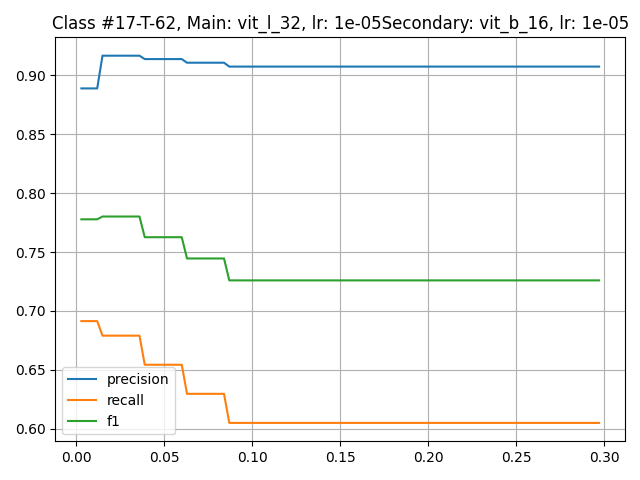 Class #17-T-62, Main: vit_l_32, lr: 1e-05Secondary: vit_b_16, lr: 1e-05
0.90
0.85
0.80
0.75
0.70
0.65
0.60
precision
recall
f1
0.00 0.05 0.10 0.15 0.20 0.25 0.30